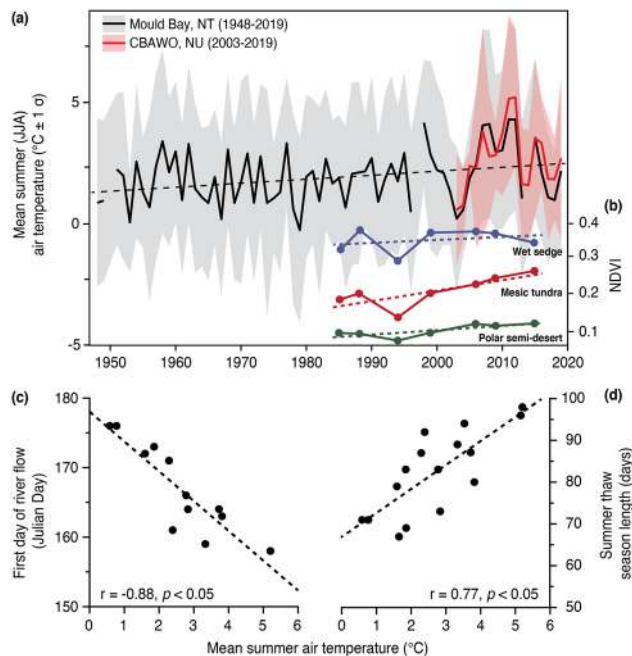 (a)
Mould Bay, NT (1948-2019)
CBAWO, NU (2003-2019)
Mean summer (JJA)
air temperature (°C ± 1 σ)
5
0
-5
1950 1960 1970 1980 1990 2000 2010 2020
(b)
0.4
0.3
0.2
0.1
NDVI
Wet sedge
Mesic tundra
Polar semi-desert
(c)
180
170
160
150
First day of river flow
(Julian Day)
r = -0.88, p < 0.05
0 1 2 3 4 5 6
(d)
100
90
80
70
60
50
Summer thaw
season length (days)
r = 0.77, p < 0.05
0 1 2 3 4 5 6
Mean summer air temperature (°C)